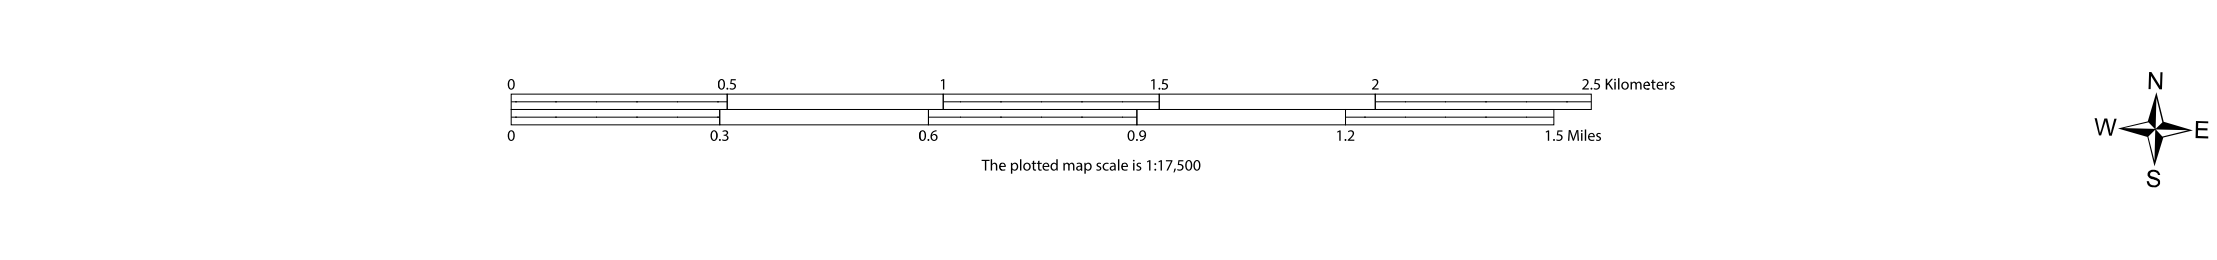 0 0.5 1 1.5 2 2.5 Kilometers
0 0.3 0.6 0.9 1.2 1.5 Miles
The plotted map scale is 1:17,500
N
W E
S